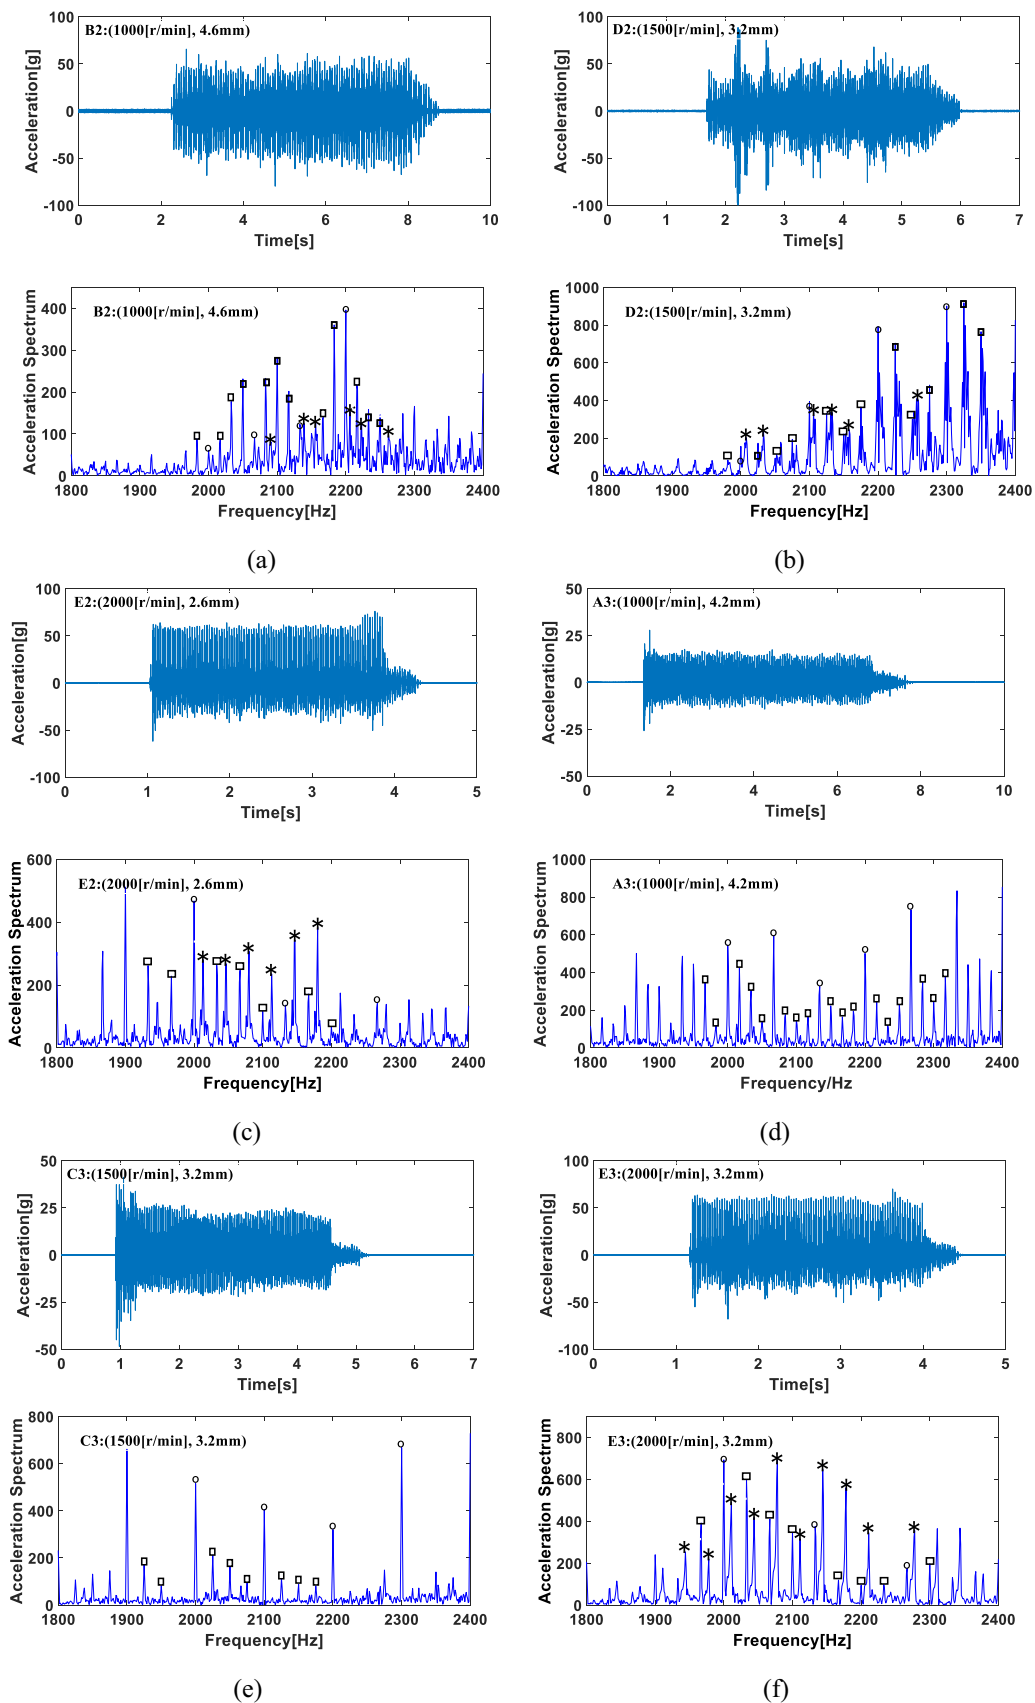 B2:(1000[r/min], 4.6mm)
Acceleration[g]
100
50
0
-50
-100
0 2 4 6 8 10
Time[s]
D2:(1500[r/min], 3.2mm)
Acceleration[g]
100
50
0
-50
-100
0 1 2 3 4 5 6 7
Time[s]
B2:(1000[r/min], 4.6mm)
Acceleration Spectrum
400
300
200
100
0
1800 1900 2000 2100 2200 2300 2400
Frequency[Hz]
(a)
D2:(1500[r/min], 3.2mm)
Acceleration Spectrum
1000
800
600
400
200
0
1800 1900 2000 2100 2200 2300 2400
Frequency[Hz]
(b)
E2:(2000[r/min], 2.6mm)
Acceleration[g]
100
50
0
-50
-100
0 1 2 3 4 5
Time[s]
A3:(1000[r/min], 4.2mm)
Acceleration[g]
50
25
0
-25
-50
0 2 4 6 8 10
Time[s]
E2:(2000[r/min], 2.6mm)
Acceleration Spectrum
600
400
200
0
1800 1900 2000 2100 2200 2300 2400
Frequency[Hz]
(c)
A3:(1000[r/min], 4.2mm)
Acceleration Spectrum
1000
800
600
400
200
0
1800 1900 2000 2100 2200 2300 2400
Frequency/Hz
(d)
C3:(1500[r/min], 3.2mm)
Acceleration[g]
50
25
0
-25
-50
0 1 2 3 4 5 6 7
Time[s]
E3:(2000[r/min], 3.2mm)
Acceleration[g]
100
50
0
-50
-100
0 1 2 3 4 5
Time[s]
C3:(1500[r/min], 3.2mm)
Acceleration Spectrum
800
600
400
200
0
1800 1900 2000 2100 2200 2300 2400
Frequency[Hz]
(e)
E3:(2000[r/min], 3.2mm)
Acceleration Spectrum
800
600
400
200
0
1800 1900 2000 2100 2200 2300 2400
Frequency[Hz]
(f)